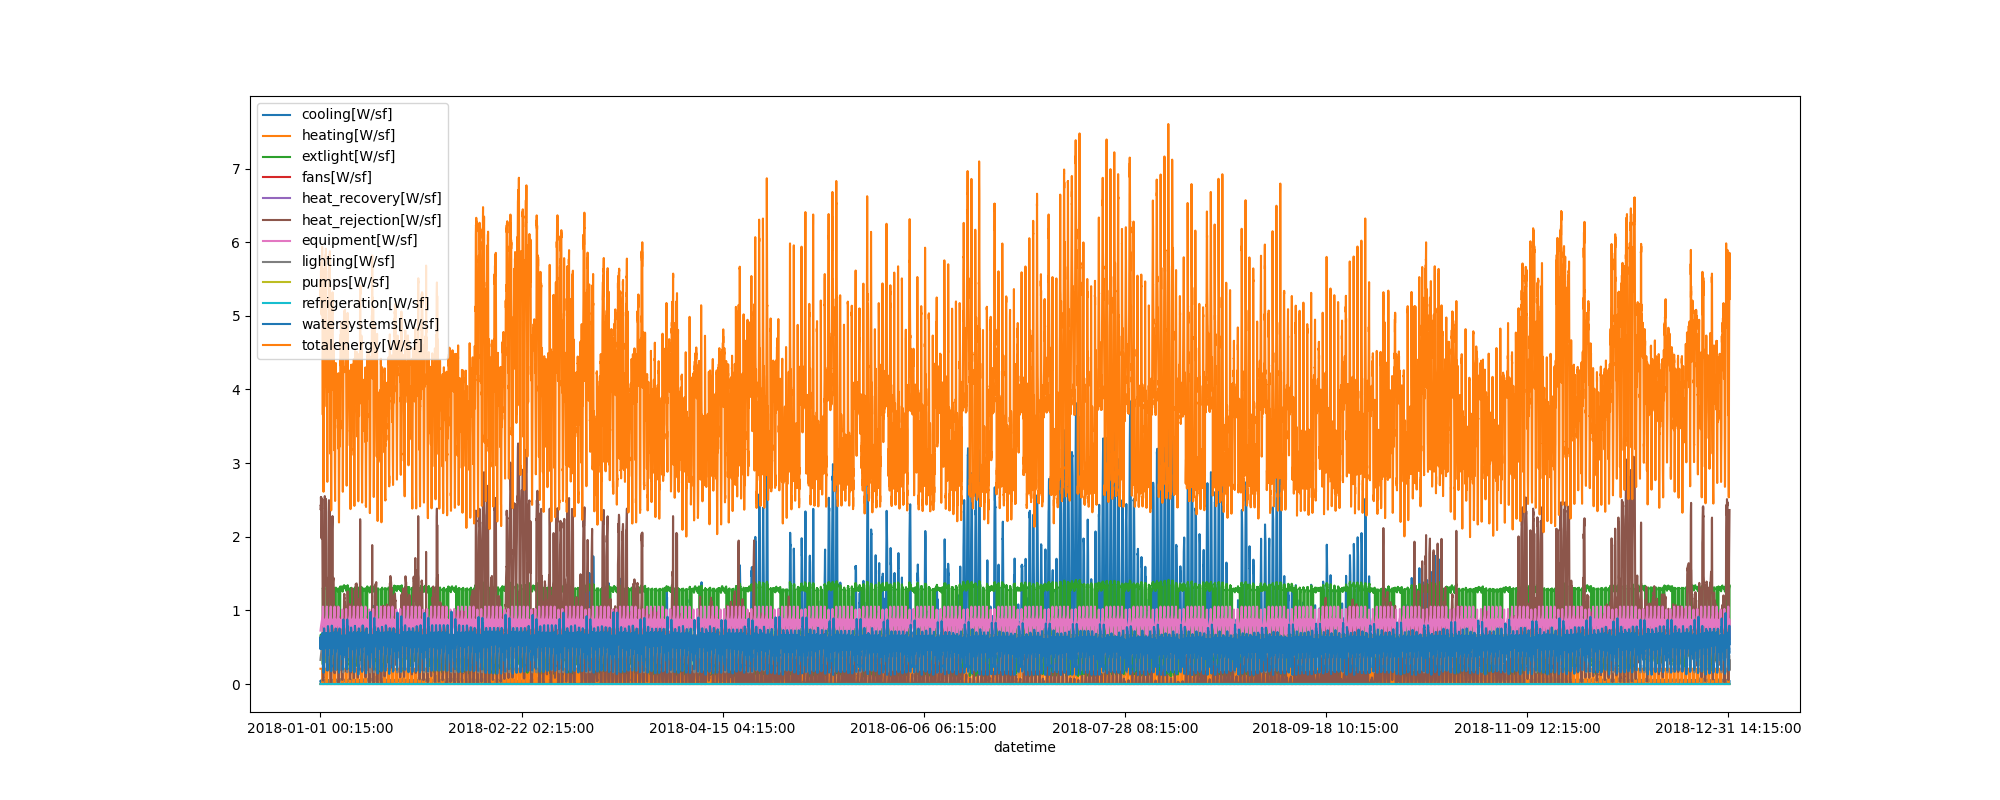 cooling[W/sf]
heating[W/sf]
extlight[W/sf]
fans[W/sf]
heat_recovery[W/sf]
heat_rejection[W/sf]
equipment[W/sf]
lighting[W/sf]
pumps[W/sf]
refrigeration[W/sf]
watersystems[W/sf]
totalenergy[W/sf]
7
6
5
4
3
2
1
0
2018-01-01 00:15:00 2018-02-22 02:15:00 2018-04-15 04:15:00 2018-06-06 06:15:00 2018-07-28 08:15:00 2018-09-18 10:15:00 2018-11-09 12:15:00 2018-12-31 14:15:00
datetime